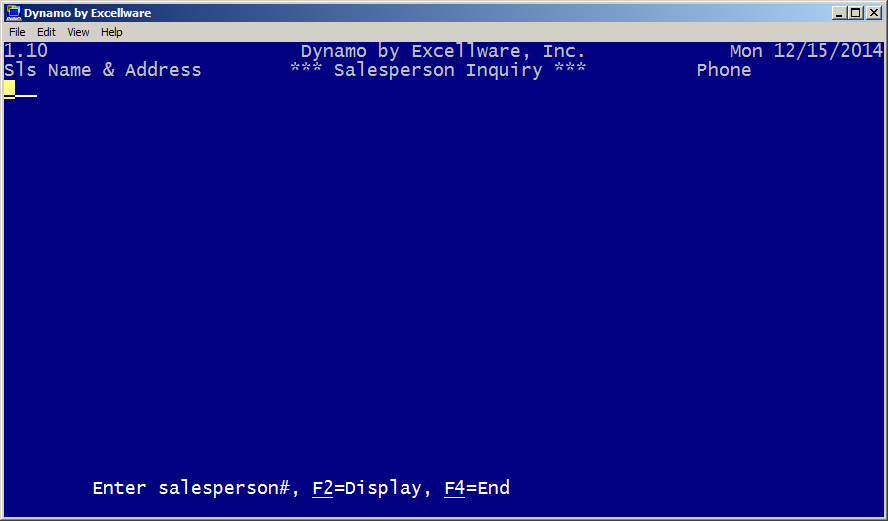 Dynamo by Excellware
File Edit View Help
1.10 Dynamo by Excellware, Inc. Mon 12/15/2014
Sls Name & Address *** Salesperson Inquiry *** Phone
Enter salesperson#, F2=Display, F4=End